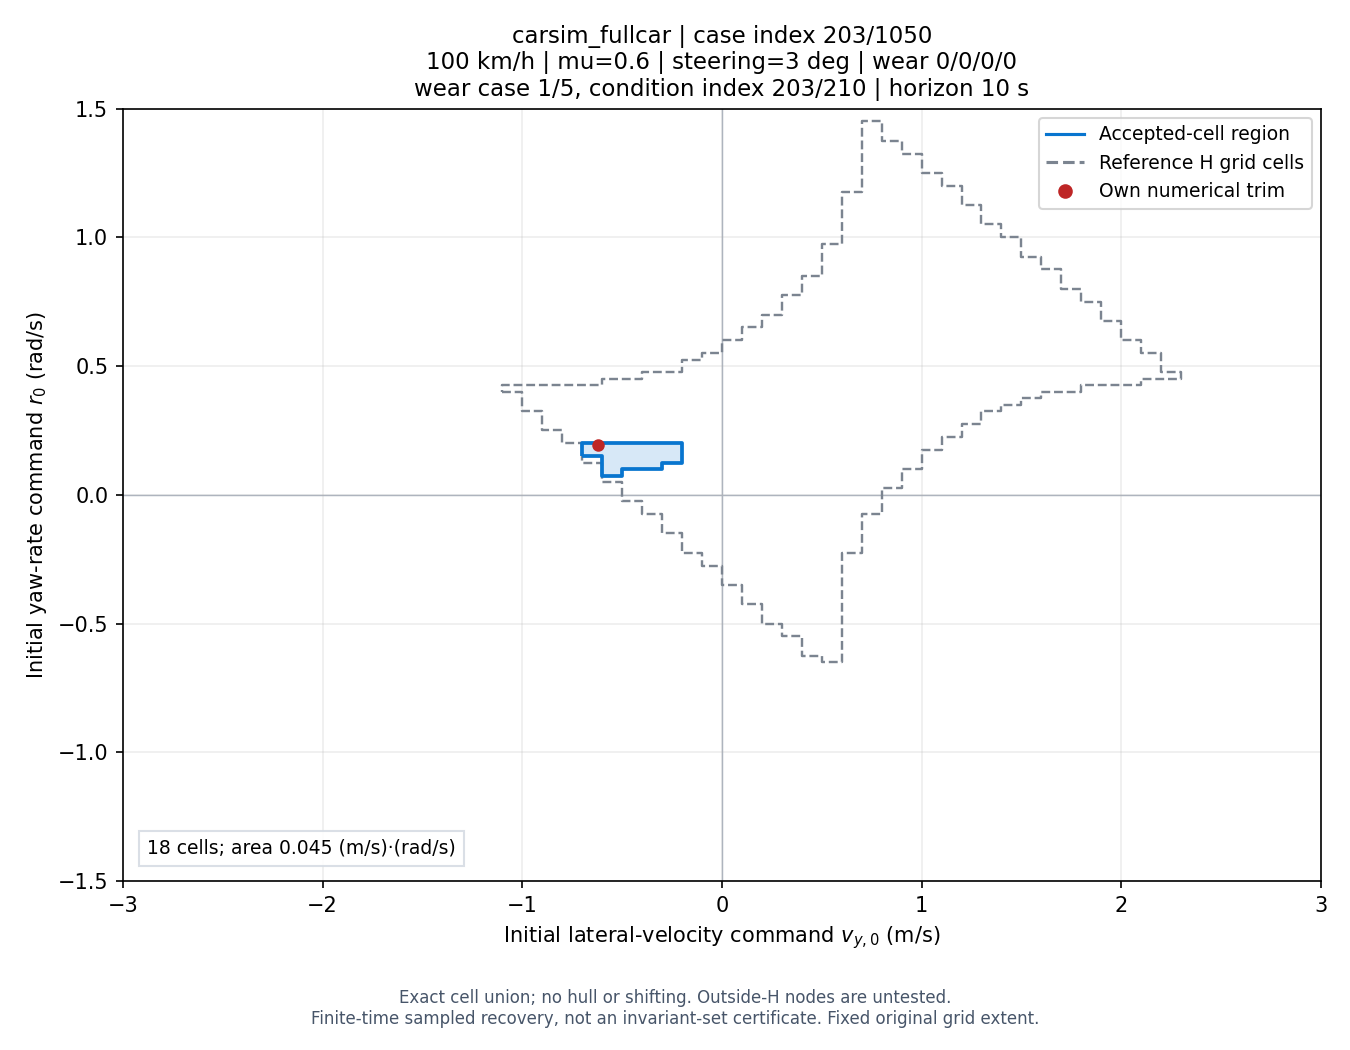 carsim_fullcar | case index 203/1050
100 km/h | mu=0.6 | steering=3 deg | wear 0/0/0/0
wear case 1/5, condition index 203/210 | horizon 10 s
Accepted-cell region
Reference H grid cells
Own numerical trim
1.5
1.0
0.5
0.0
−0.5
−1.0
−1.5
Initial yaw-rate command r₀ (rad/s)
18 cells; area 0.045 (m/s)·(rad/s)
−3
−2
−1
0
1
2
3
Initial lateral-velocity command v_{y,0} (m/s)
Exact cell union; no hull or shifting. Outside-H nodes are untested.
Finite-time sampled recovery, not an invariant-set certificate. Fixed original grid extent.